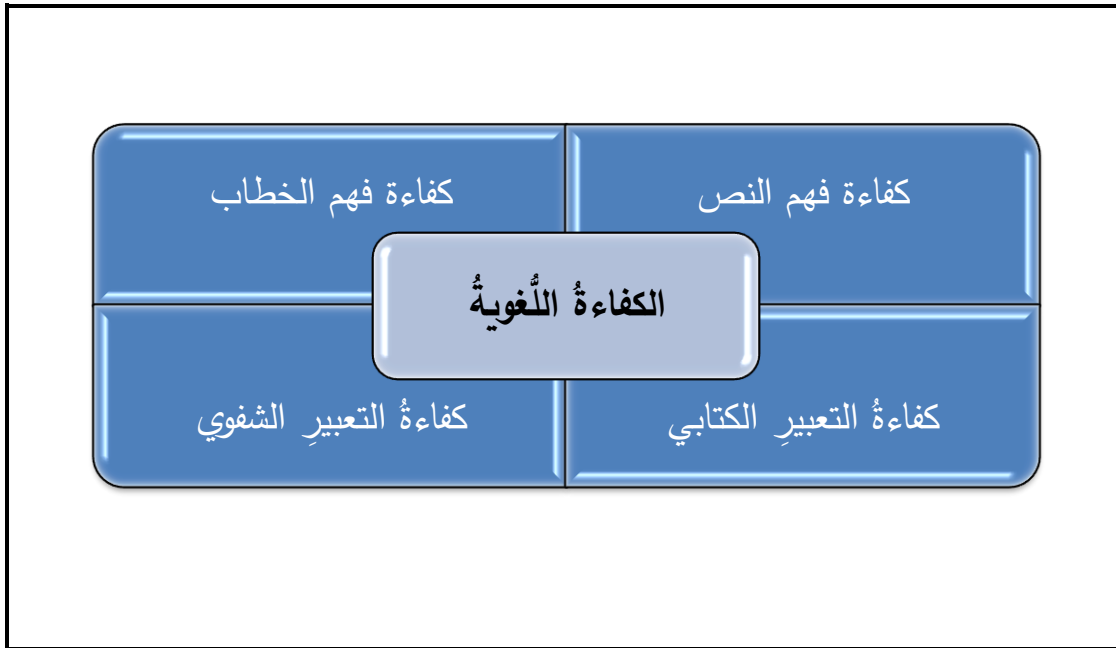 كفاءة فهم النص
كفاءة فهم الخطاب
الكفاءةُ اللُّغويةُ
كفاءةُ التعبيرِ الكتابي
كفاءةُ التعبيرِ الشفوي